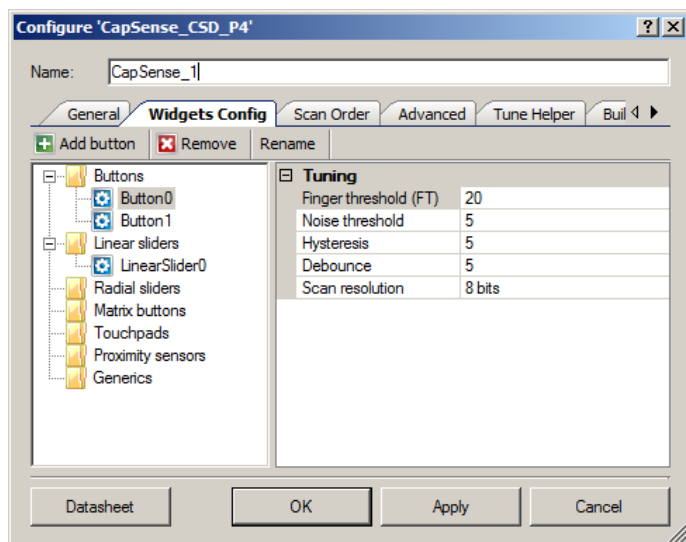 Configure 'CapSense_CSD_P4'
Name: CapSense_1
General Widgets Config Scan Order Advanced Tune Helper Buil
Add button Remove Rename
Buttons
Button0
Button1
Linear sliders
LinearSlider0
Radial sliders
Matrix buttons
Touchpads
Proximity sensors
Generics
Tuning
Finger threshold (FT) 20
Noise threshold 5
Hysteresis 5
Debounce 5
Scan resolution 8 bits
Datasheet OK Apply Cancel